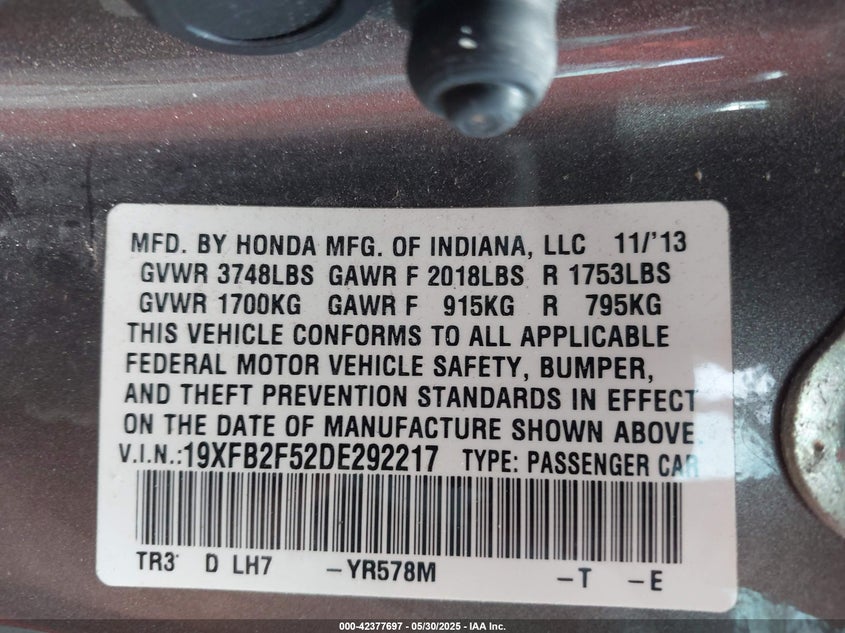 MFD. BY HONDA MFG. OF INDIANA, LLC 11/'13
GVWR 3748LBS GAWR F 2018LBS R 1753LBS
GVWR 1700KG GAWR F 915KG R 795KG
THIS VEHICLE CONFORMS TO ALL APPLICABLE
FEDERAL MOTOR VEHICLE SAFETY, BUMPER,
AND THEFT PREVENTION STANDARDS IN EFFECT
ON THE DATE OF MANUFACTURE SHOWN ABOVE.
V.I.N.:19XFB2F52DE292217 TYPE: PASSENGER CAR
TR3 D LH7 -YR578M -T -E
000-42377697 - 05/30/2025 - IAA Inc.